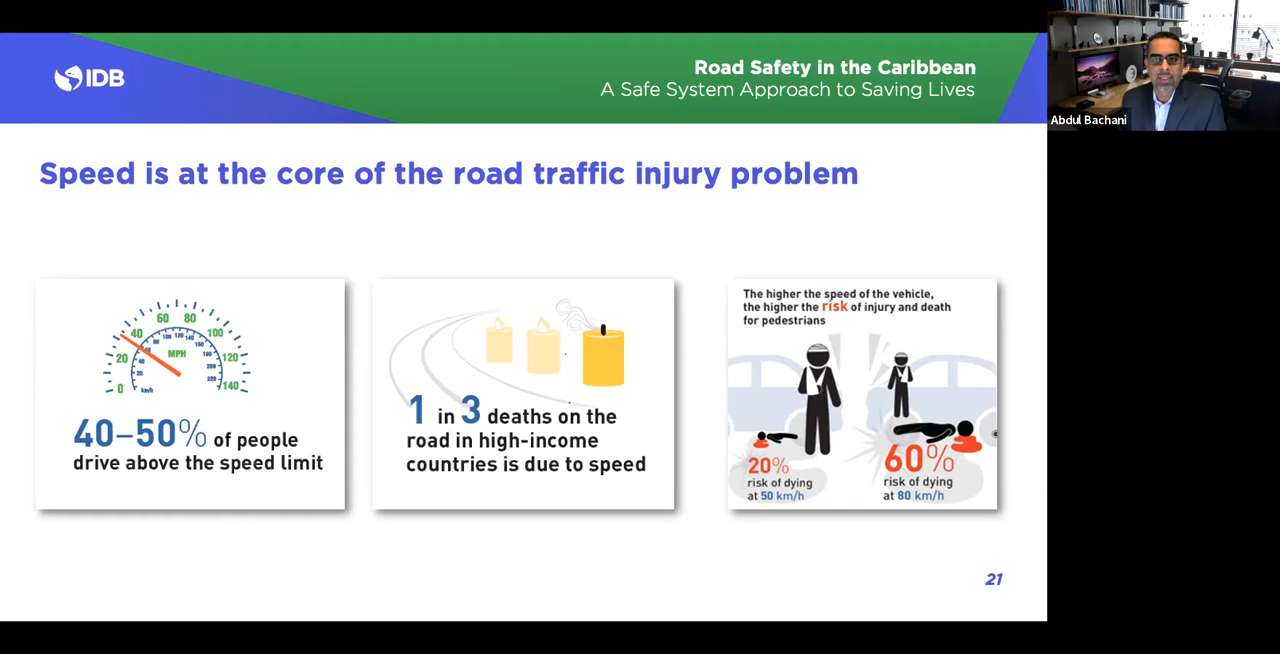 IDB
Road Safety in the Caribbean
A Safe System Approach to Saving Lives
Abdul Bachani
Speed is at the core of the road traffic injury problem
0
20
40
60
80
100
120
140
MPH
km/h
40–50% of people
drive above the speed limit
1 in 3 deaths on the
road in high-income
countries is due to speed
The higher the speed of the vehicle,
the higher the risk of injury and death
for pedestrians
20%
risk of dying
at 50 km/h
60%
risk of dying
at 80 km/h
21